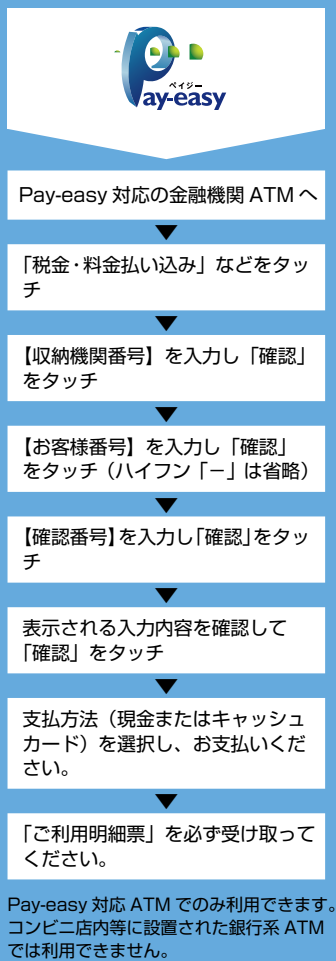 ペイジー
Pay-easy
Pay-easy 対応の金融機関 ATM へ
「税金・料金払い込み」などをタッ
チ
【収納機関番号】を入力し「確認」
をタッチ
【お客様番号】を入力し「確認」
をタッチ（ハイフン「－」は省略）
【確認番号】を入力し「確認」をタッ
チ
表示される入力内容を確認して
「確認」をタッチ
支払方法（現金またはキャッシュ
カード）を選択し、お支払いくだ
さい。
「ご利用明細票」を必ず受け取って
ください。
Pay-easy 対応 ATM でのみ利用できます。
コンビニ店内等に設置された銀行系 ATM
では利用できません。